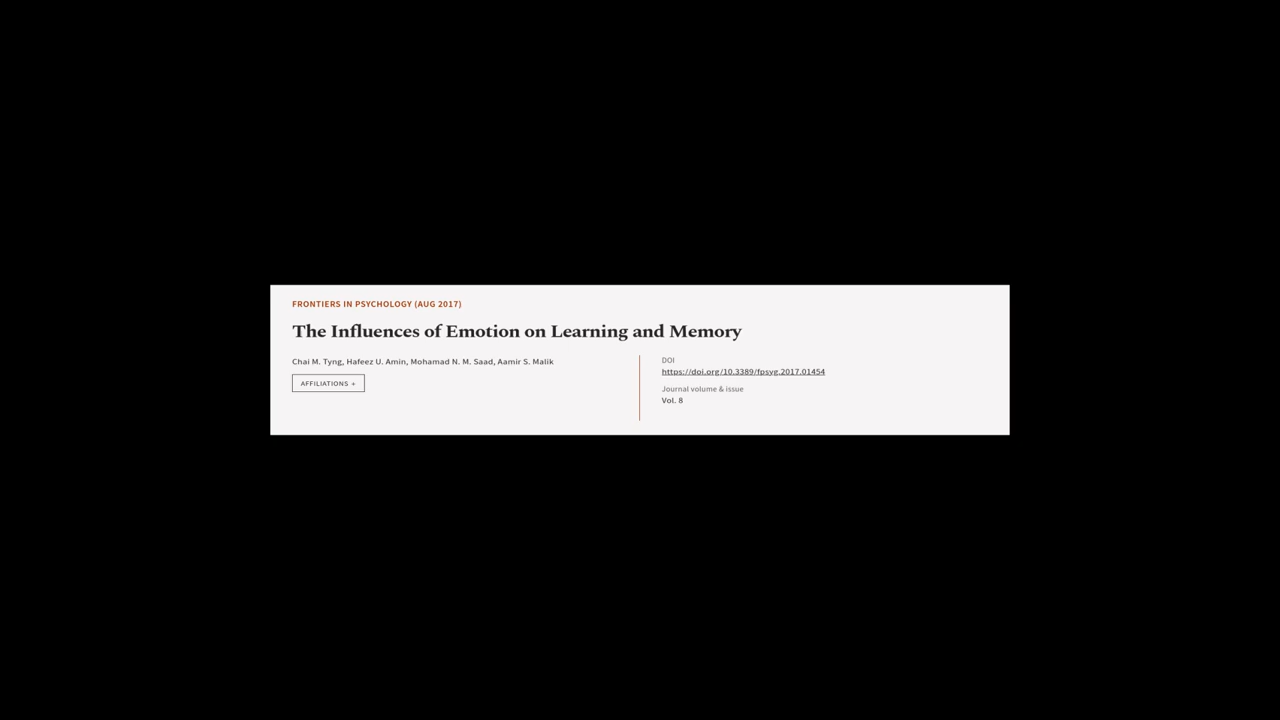 FRONTIERS IN PSYCHOLOGY (AUG 2017)
The Influences of Emotion on Learning and Memory
Chai M. Tyng, Hafeez U. Amin, Mohamad N. M. Saad, Aamir S. Malik
AFFILIATIONS +
DOI
https://doi.org/10.3389/fpsyg.2017.01454
Journal volume & issue
Vol. 8